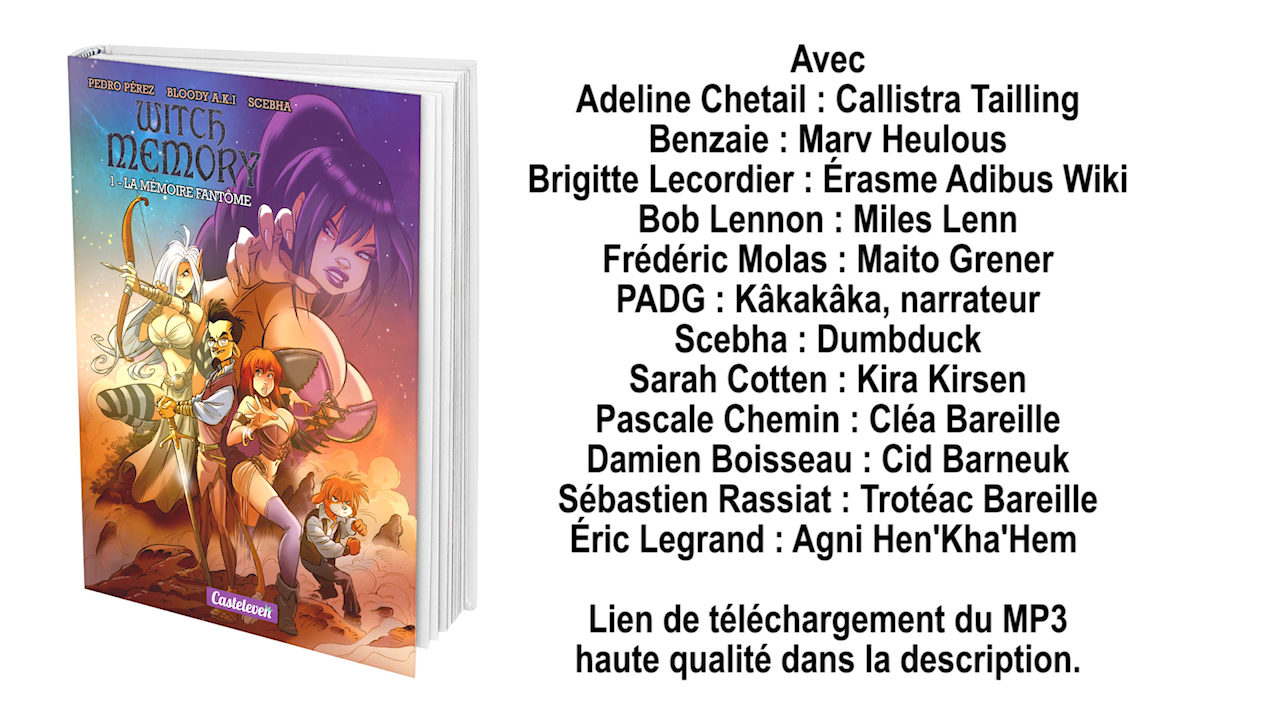 PEDRO PÉREZ BLOODY A.K.I SCEBHA
WITCH
MEMORY
1 - LA MÉMOIRE FANTÔME
Casteleven
Avec
Adeline Chetail : Callistra Tailling
Benzaie : Marv Heulous
Brigitte Lecordier : Érasme Adibus Wiki
Bob Lennon : Miles Lenn
Frédéric Molas : Maito Grener
PADG : Kâkakâka, narrateur
Scebha : Dumbduck
Sarah Cotten : Kira Kirsen
Pascale Chemin : Cléa Bareille
Damien Boisseau : Cid Barneuk
Sébastien Rassiat : Trotéac Bareille
Éric Legrand : Agni Hen'Kha'Hem
Lien de téléchargement du MP3
haute qualité dans la description.